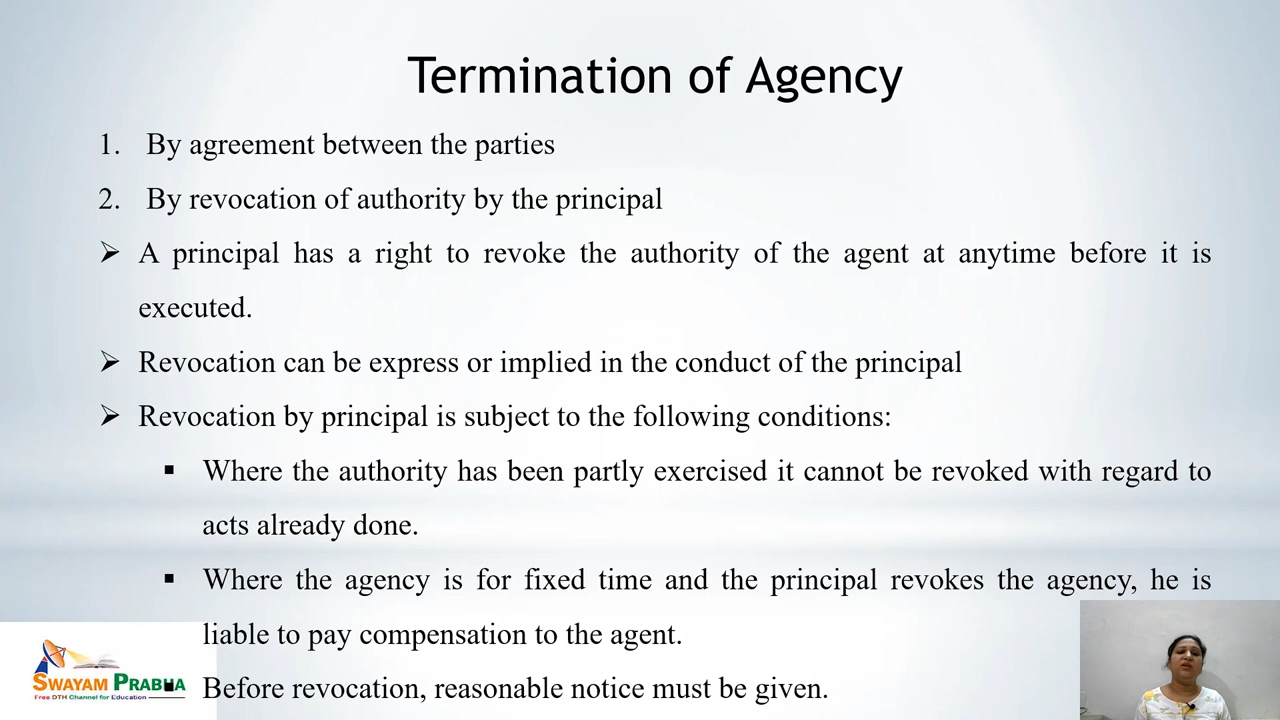 Termination of Agency
1. By agreement between the parties
2. By revocation of authority by the principal
➢ A principal has a right to revoke the authority of the agent at anytime before it is
executed.
➢ Revocation can be express or implied in the conduct of the principal
➢ Revocation by principal is subject to the following conditions:
▪ Where the authority has been partly exercised it cannot be revoked with regard to
acts already done.
▪ Where the agency is for fixed time and the principal revokes the agency, he is
liable to pay compensation to the agent.
▪ Before revocation, reasonable notice must be given.
SWAYAM PRABHA
Free DTH Channel for Education